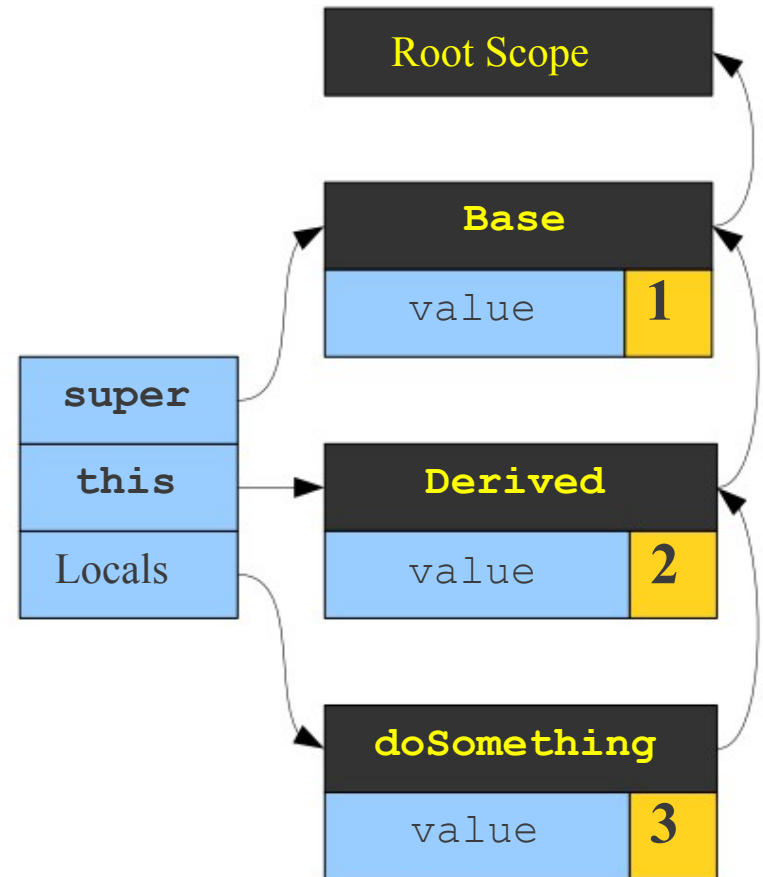 Root Scope
Base
value 1
super
this
Locals
Derived
value 2
doSomething
value 3